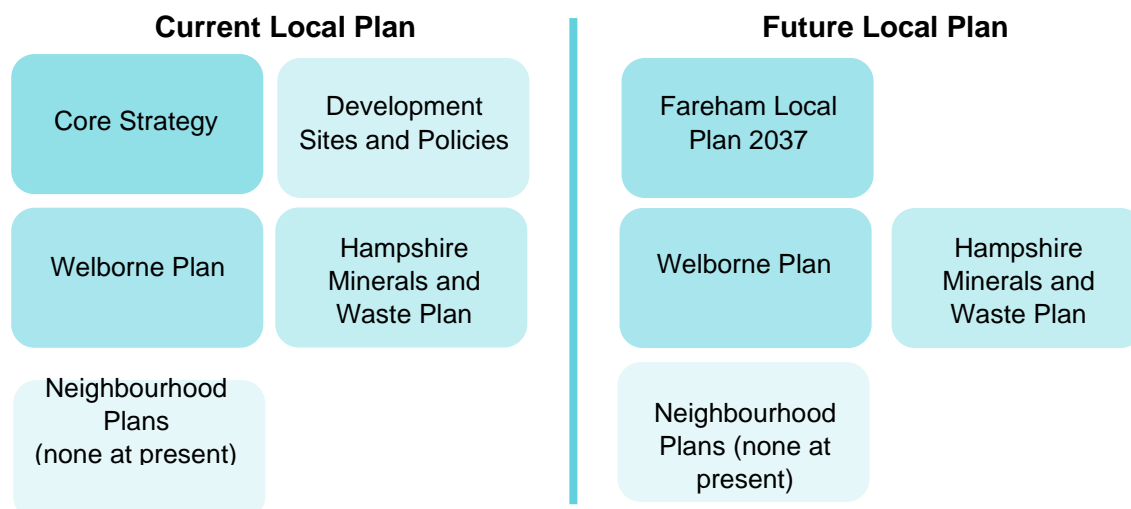 Current Local Plan
Core Strategy
Development
Sites and Policies
Welborne Plan
Hampshire
Minerals and
Waste Plan
Neighbourhood
Plans
(none at present)
Future Local Plan
Fareham Local
Plan 2037
Welborne Plan
Hampshire
Minerals and
Waste Plan
Neighbourhood
Plans (none at
present)